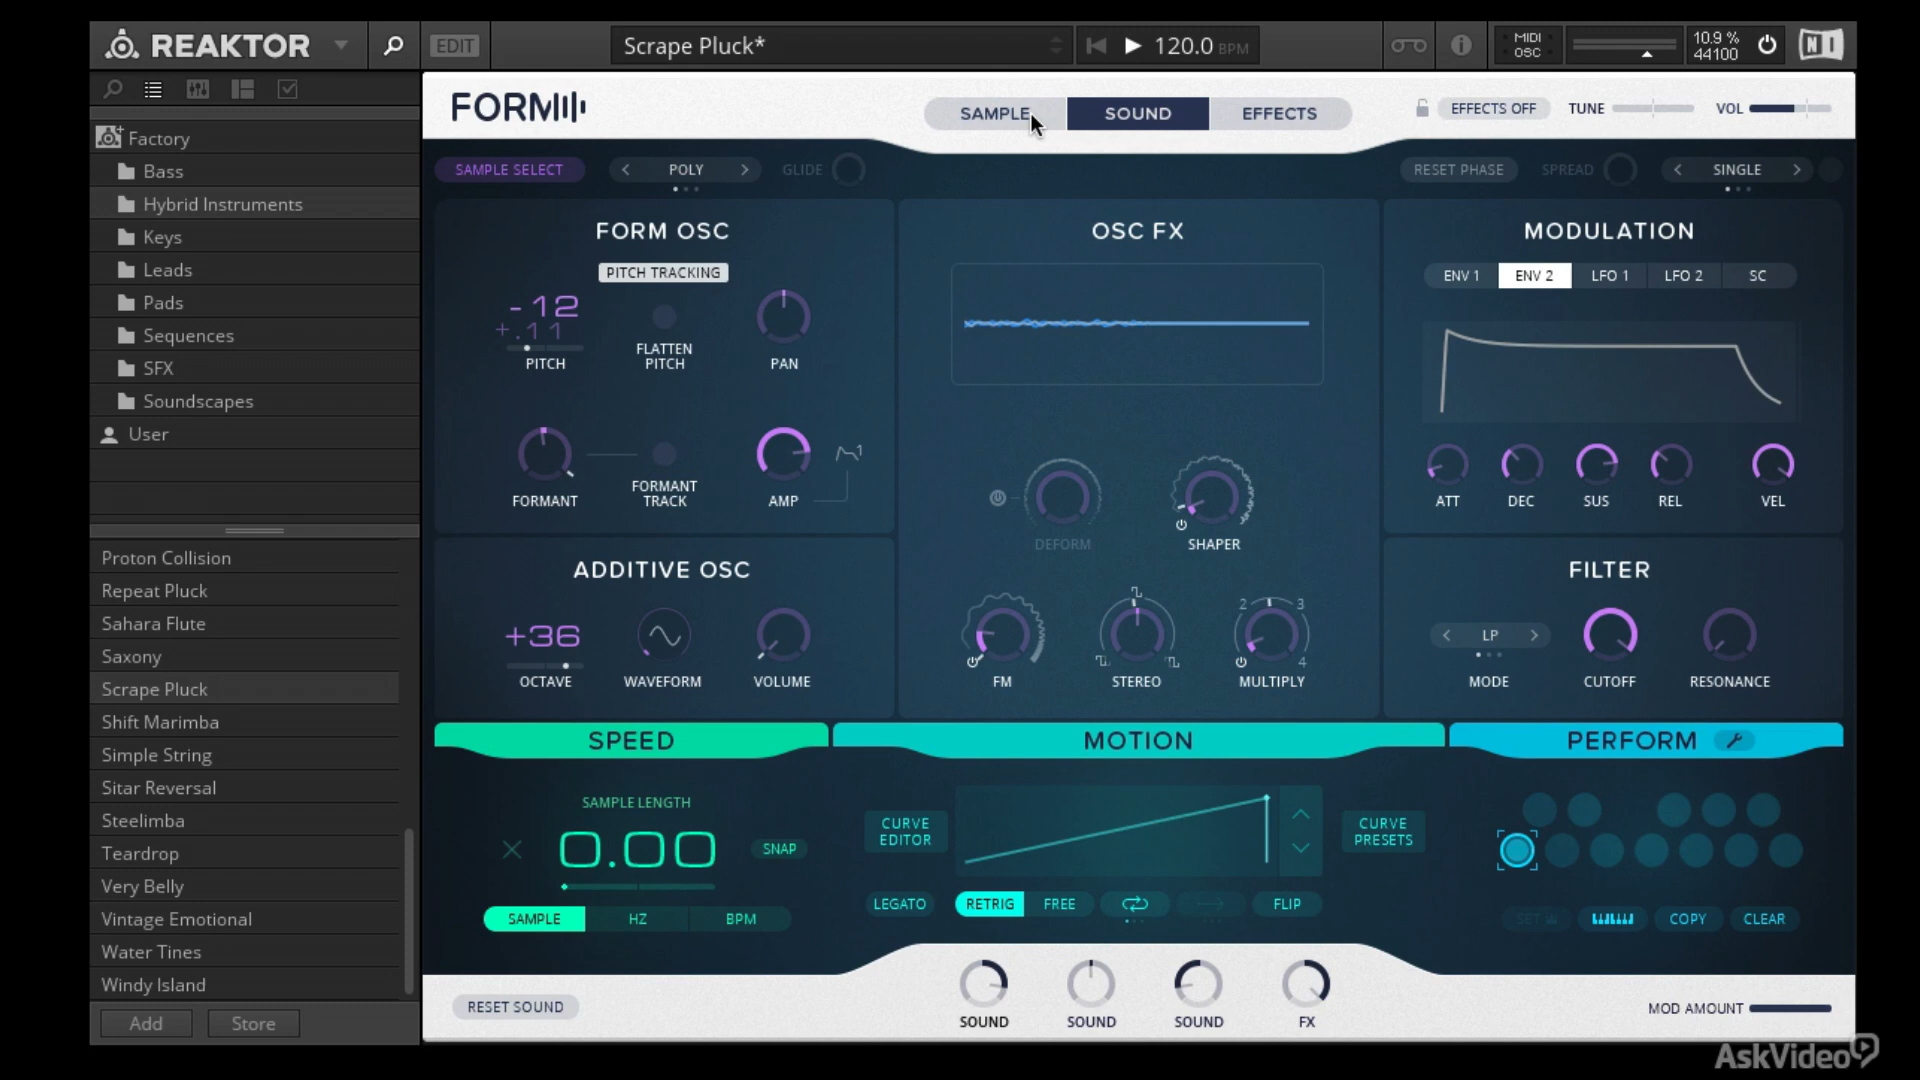 REAKTOR
EDIT
Scrape Pluck*
120.0 BPM
MIDI
OSC
10.9 %
44100
NI
FORM
SAMPLE
SOUND
EFFECTS
EFFECTS OFF
TUNE
VOL
Factory
Bass
Hybrid Instruments
Keys
Leads
Pads
Sequences
SFX
Soundscapes
User
Proton Collision
Repeat Pluck
Sahara Flute
Saxony
Scrape Pluck
Shift Marimba
Simple String
Sitar Reversal
Steelimba
Teardrop
Very Belly
Vintage Emotional
Water Tines
Windy Island
Add
Store
SAMPLE SELECT
POLY
GLIDE
RESET PHASE
SPREAD
SINGLE
FORM OSC
PITCH TRACKING
-12
+.11
PITCH
FLATTEN
PITCH
PAN
FORMANT
FORMANT
TRACK
AMP
1
ADDITIVE OSC
+36
OCTAVE
WAVEFORM
VOLUME
OSC FX
DEFORM
SHAPER
FM
STEREO
2
3
4
MULTIPLY
MODULATION
ENV 1
ENV 2
LFO 1
LFO 2
SC
ATT
DEC
SUS
REL
VEL
FILTER
LP
MODE
CUTOFF
RESONANCE
SPEED
SAMPLE LENGTH
0.00
SNAP
SAMPLE
HZ
BPM
MOTION
CURVE
EDITOR
CURVE
PRESETS
LEGATO
RETRIG
FREE
FLIP
PERFORM
SET
COPY
CLEAR
RESET SOUND
SOUND
SOUND
SOUND
FX
MOD AMOUNT
AskVideo